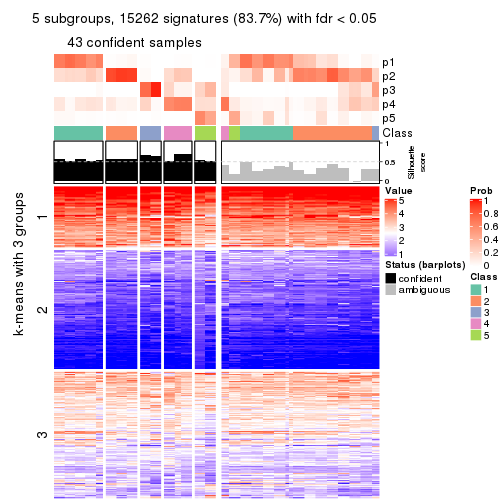 5 subgroups, 15262 signatures (83.7%) with fdr < 0.05
43 confident samples
p1
p2
p3
p4
p5
Class
1
0.5
0
Silhouette
score
k-means with 3 groups
1
2
3
Value
5
4
3
2
1
Status (barplots)
confident
ambiguous
Prob
1
0.8
0.6
0.4
0.2
0
Class
1
2
3
4
5